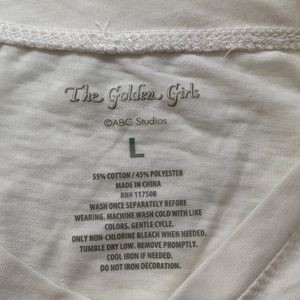 The Golden Girls
©ABC Studios
L
55% COTTON / 45% POLYESTER
MADE IN CHINA
RN# 117508
WASH ONCE SEPARATELY BEFORE
WEARING. MACHINE WASH COLD WITH LIKE
COLORS. GENTLE CYCLE.
ONLY NON-CHLORINE BLEACH WHEN NEEDED.
TUMBLE DRY LOW. REMOVE PROMPTLY.
COOL IRON IF NEEDED.
DO NOT IRON DECORATION.